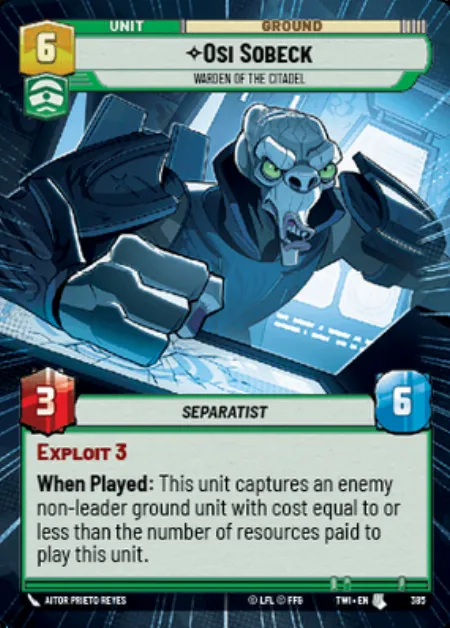 UNIT
GROUND
6
✧OSI SOBECK
WARDEN OF THE CITADEL
3
SEPARATIST
6
EXPLOIT 3
When Played: This unit captures an enemy
non-leader ground unit with cost equal to or
less than the number of resources paid to
play this unit.
AITOR PRIETO REYES
© LFL © FFG
TWI • EN
385